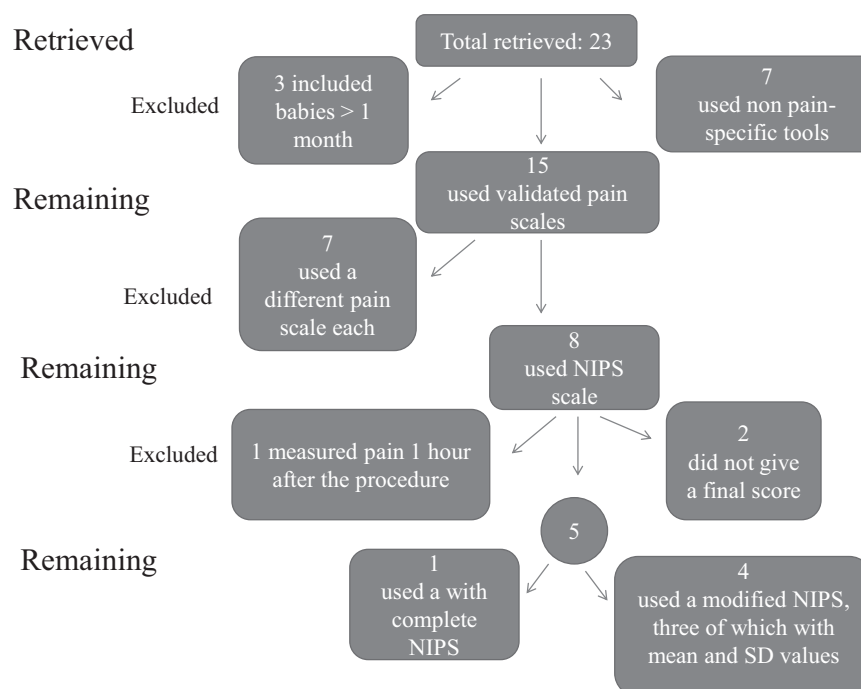 Retrieved
Total retrieved: 23
Excluded
3 included
babies > 1
month
7
used non pain-
specific tools
Remaining
15
used validated pain
scales
Excluded
7
used a
different pain
scale each
Remaining
8
used NIPS
scale
Excluded
1 measured pain 1 hour
after the procedure
2
did not give
a final score
Remaining
5
1
used a with
complete
NIPS
4
used a modified NIPS,
three of which with
mean and SD values